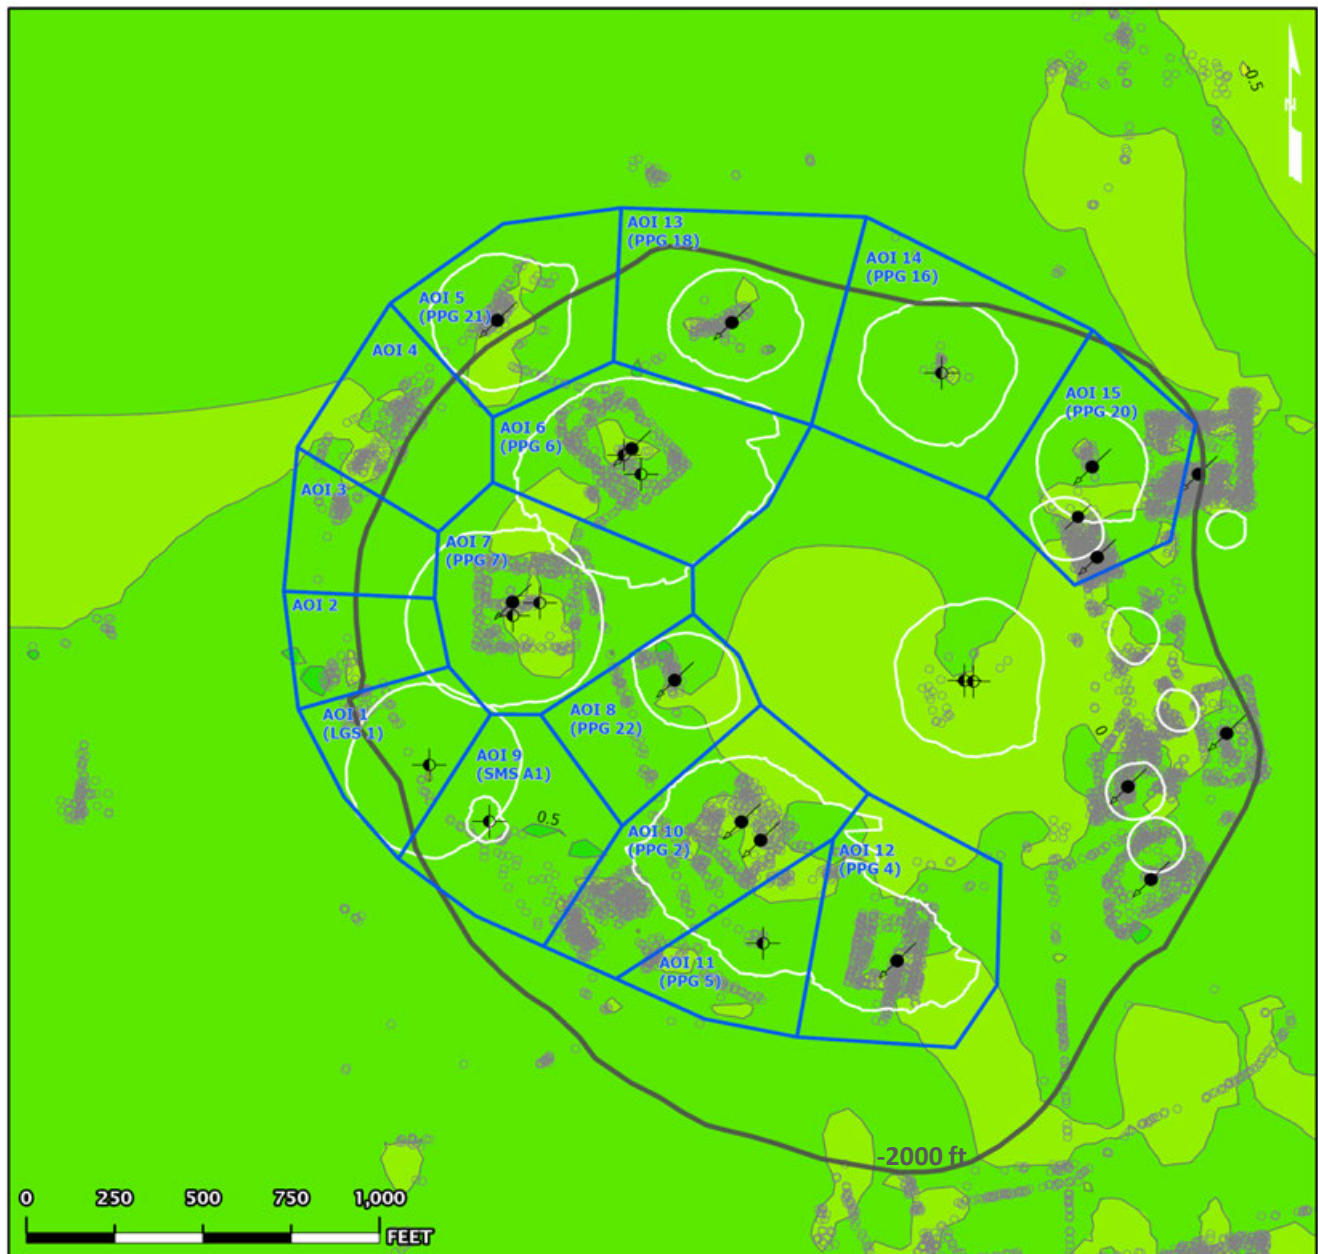 -0.5
N
AOI 13
(PPG 18)
AOI 14
(PPG 16)
AOI 5
(PPG 21)
AOI 4
AOI 15
(PPG 20)
AOI 6
(PPG 6)
AOI 3
AOI 7
(PPG 7)
AOI 2
AOI 1
(LGS 1)
AOI 8
(PPG 22)
0
AOI 9
(SMS A1)
0.5
AOI 10
(PPG 2)
AOI 12
(PPG 4)
AOI 11
(PPG 5)
-2000 ft
0 250 500 750 1,000
FEET